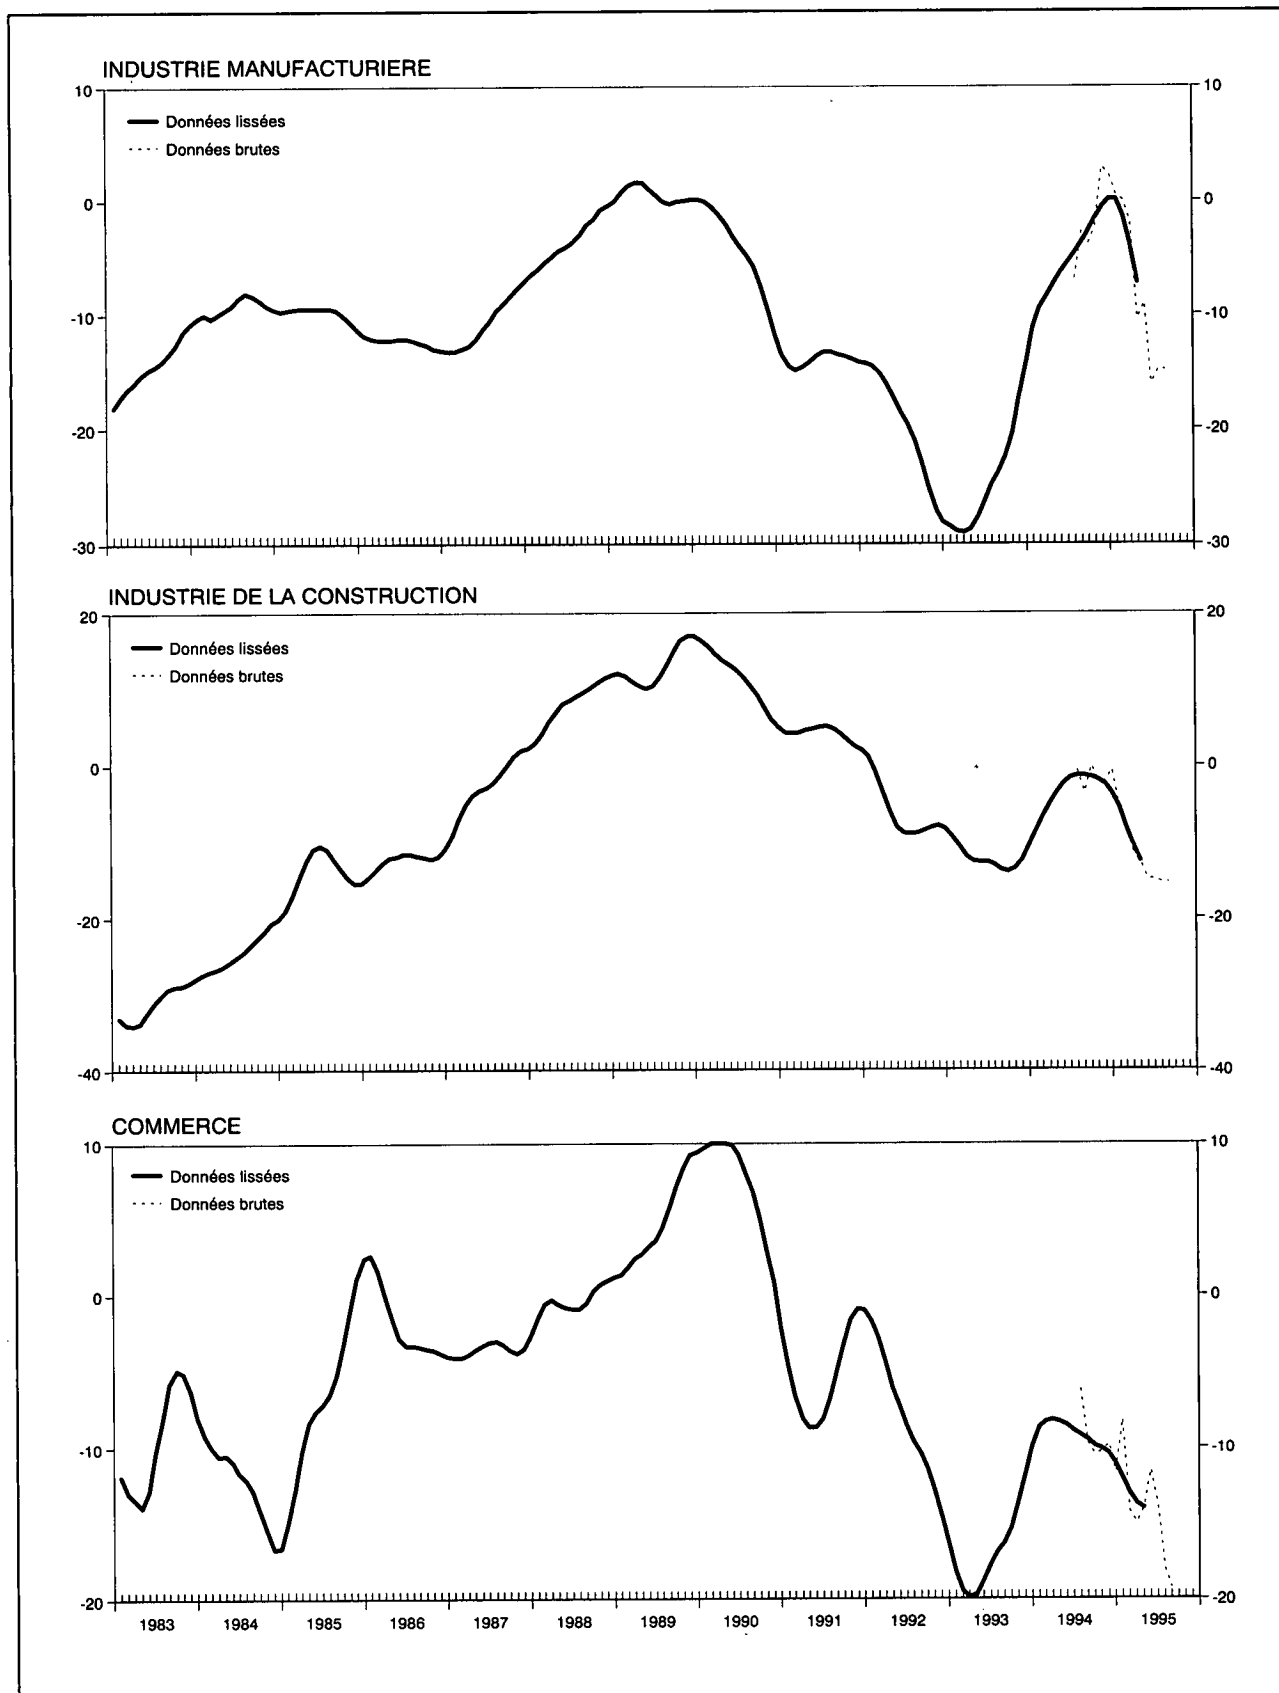 INDUSTRIE MANUFACTURIERE
10
10
Données lissées
Données brutes
0
0
-10
-10
-20
-20
-30
-30
INDUSTRIE DE LA CONSTRUCTION
20
20
Données lissées
Données brutes
0
0
-20
-20
-40
-40
COMMERCE
10
10
Données lissées
Données brutes
0
0
-10
-10
-20
-20
1983 1984 1985 1986 1987 1988 1989 1990 1991 1992 1993 1994 1995